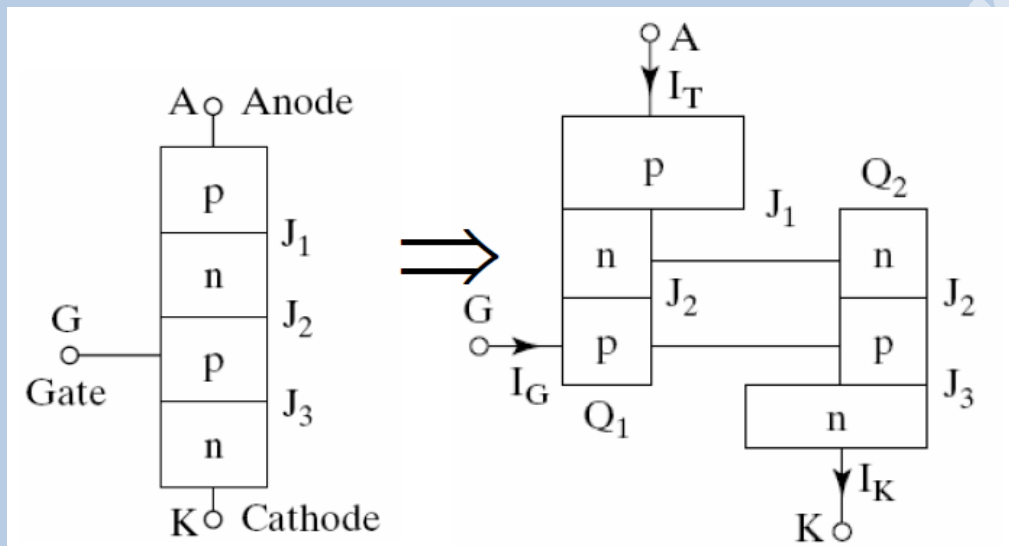 A Anode
p
J1
n
J2
G
Gate
p
J3
n
K Cathode
A
IT
p
J1
Q2
n
n
J2
J2
G
IG
p
p
J3
Q1
n
IK
K